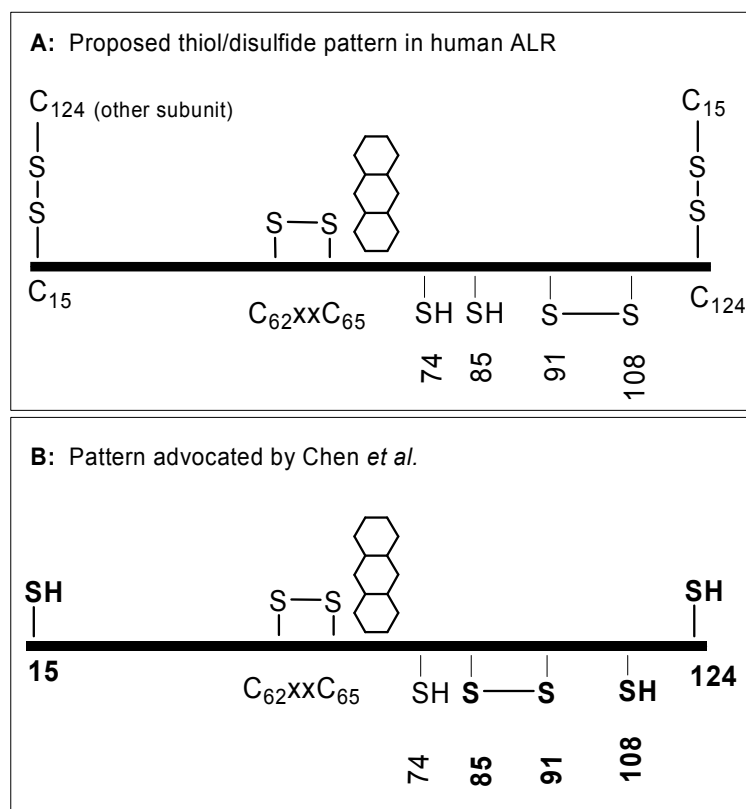 A: Proposed thiol/disulfide pattern in human ALR
C124 (other subunit)
C15
S
S
S
S
S
S
C15
C62xxC65
SH
SH
S
S
C124
74
85
91
108
B: Pattern advocated by Chen et al.
SH
S
S
SH
15
C62xxC65
SH
S
S
SH
124
74
85
91
108